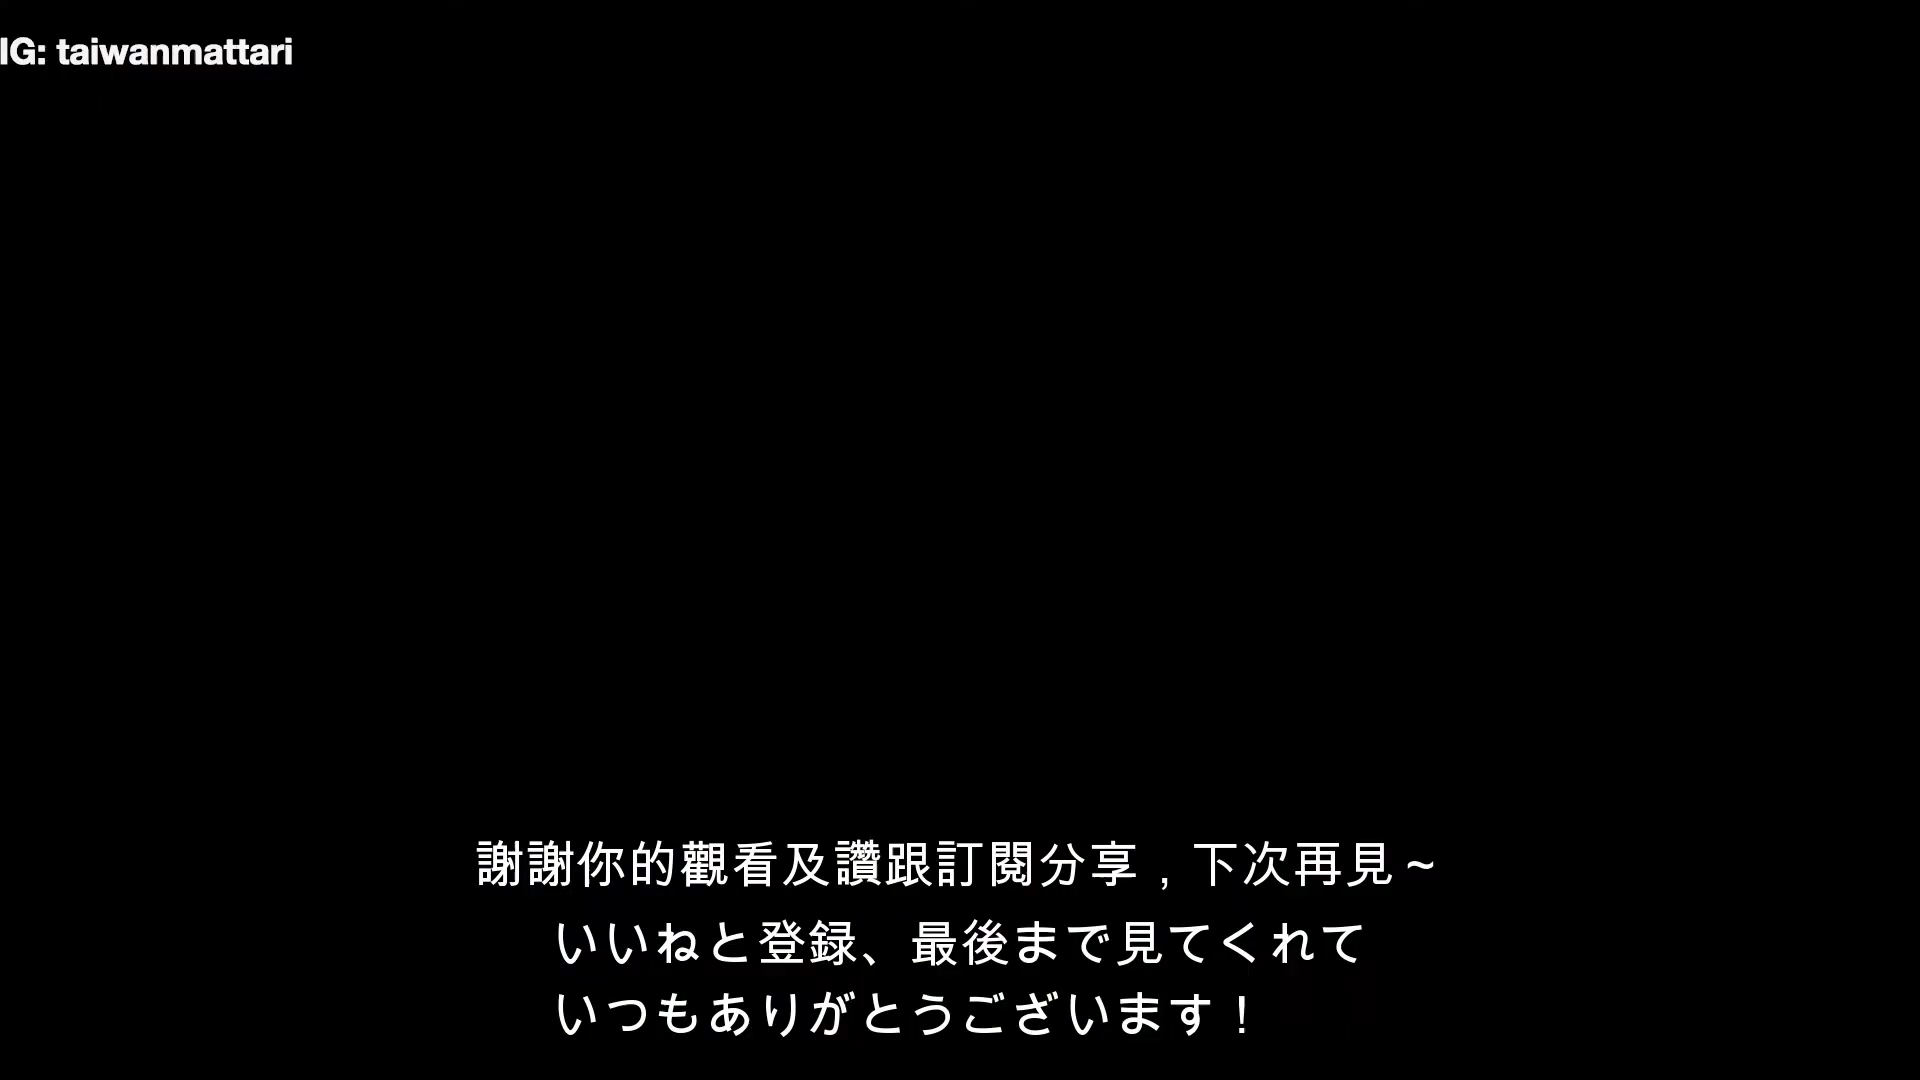 IG: taiwanmattari
謝謝你的觀看及讚跟訂閱分享，下次再見~
いいねと登録、最後まで見てくれて
いつもありがとうございます！